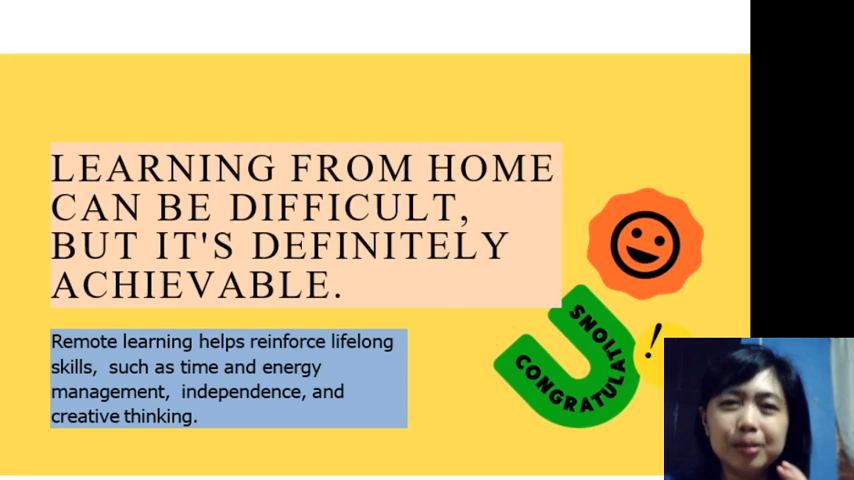 LEARNING FROM HOME
CAN BE DIFFICULT,
BUT IT'S DEFINITELY
ACHIEVABLE.
Remote learning helps reinforce lifelong
skills, such as time and energy
management, independence, and
creative thinking.
CONGRATULATIONS
!